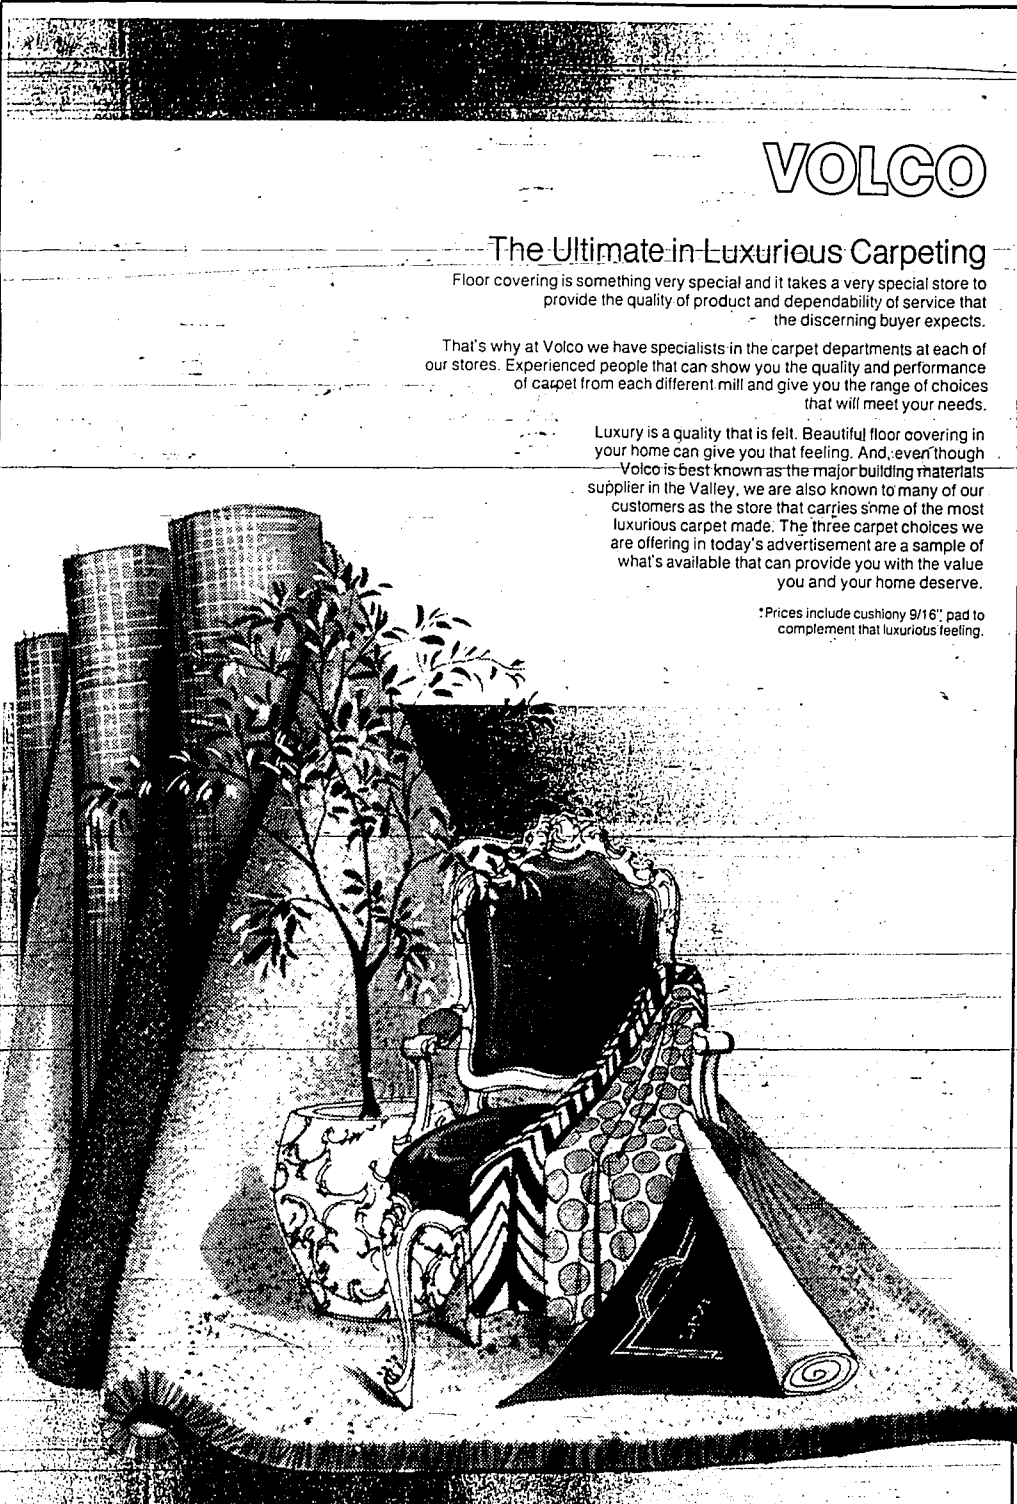 VOLCO
The Ultimate in Luxurious Carpeting
Floor covering is something very special and it takes a very special store to
provide the quality of product and dependability of service that
the discerning buyer expects.
That's why at Volco we have specialists in the carpet departments at each of
our stores. Experienced people that can show you the quality and performance
of carpet from each different mill and give you the range of choices
that will meet your needs.
Luxury is a quality that is felt. Beautiful floor covering in
your home can give you that feeling. And, even though
Volco is best known as the major building materials
supplier in the Valley, we are also known to many of our
customers as the store that carries some of the most
luxurious carpet made. The three carpet choices we
are offering in today's advertisement are a sample of
what's available that can provide you with the value
you and your home deserve.
*Prices include cushiony 9/16" pad to
complement that luxurious feeling.